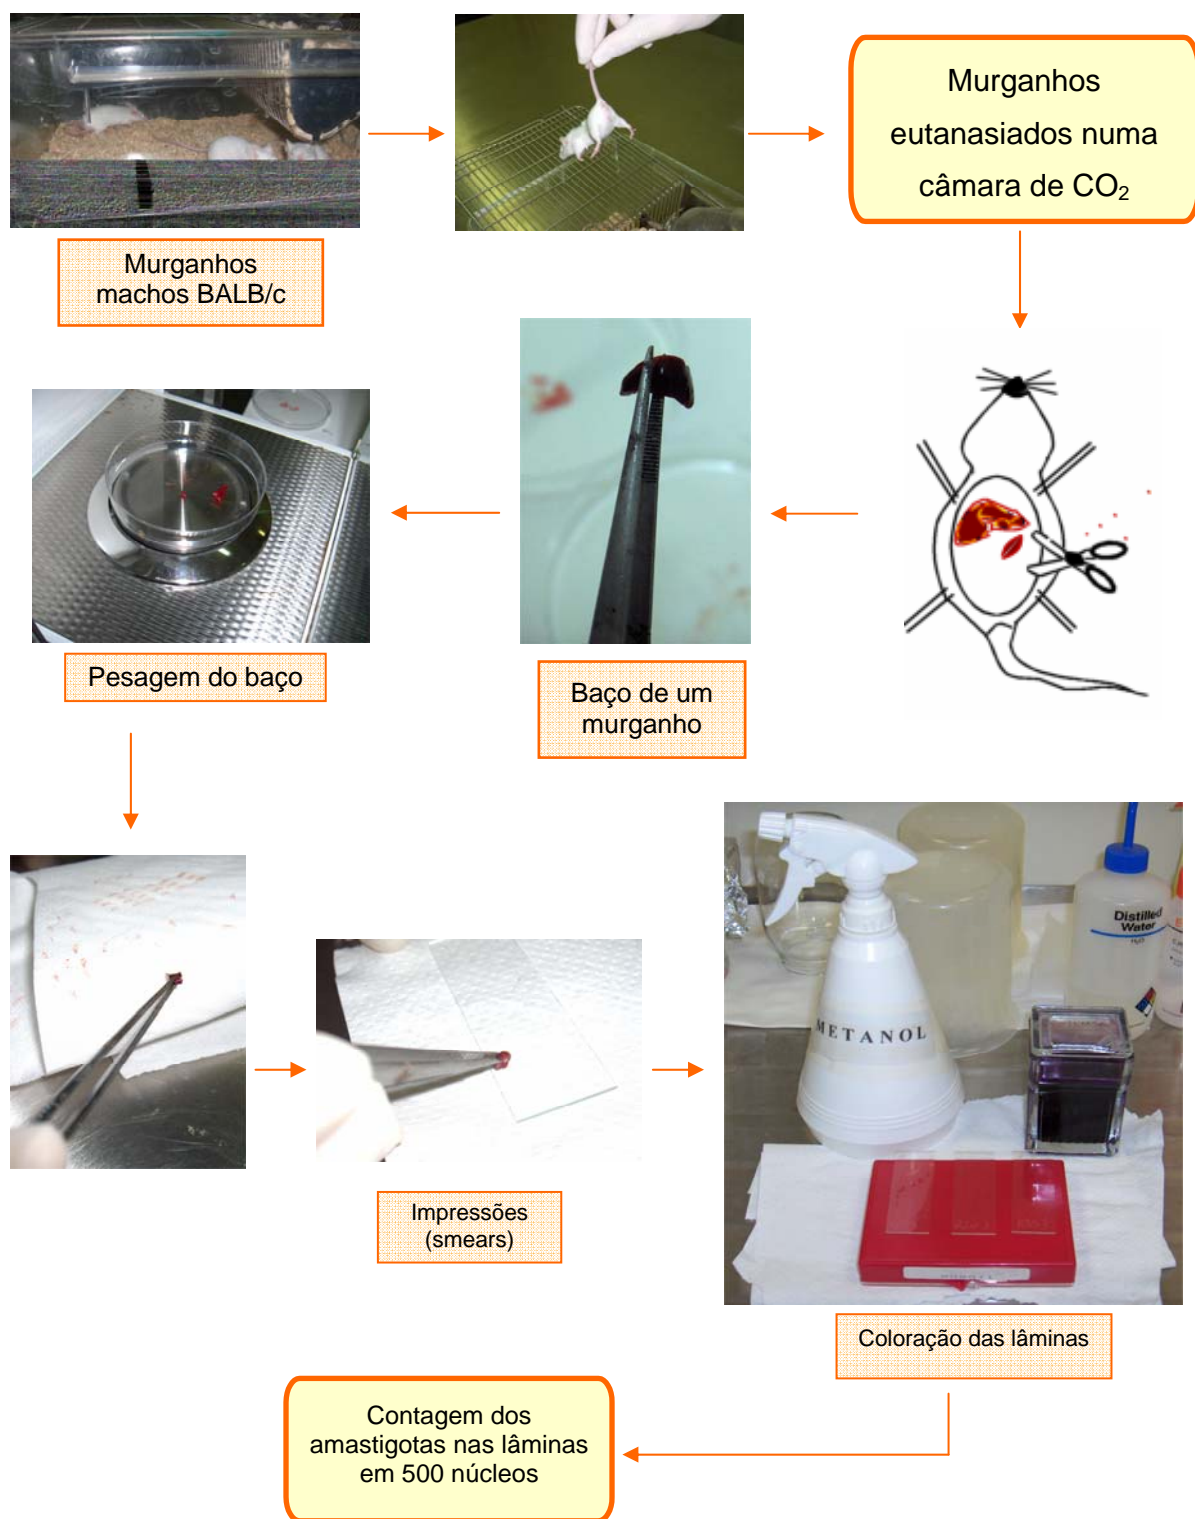 Murganhos
eutanasiados numa
câmara de CO₂
Murganhos
machos BALB/c
Baço de um
murganho
Pesagem do baço
METANOL
Distilled
Water
H₂O
Impressões
(smears)
Coloração das lâminas
Contagem dos
amastigotas nas lâminas
em 500 núcleos